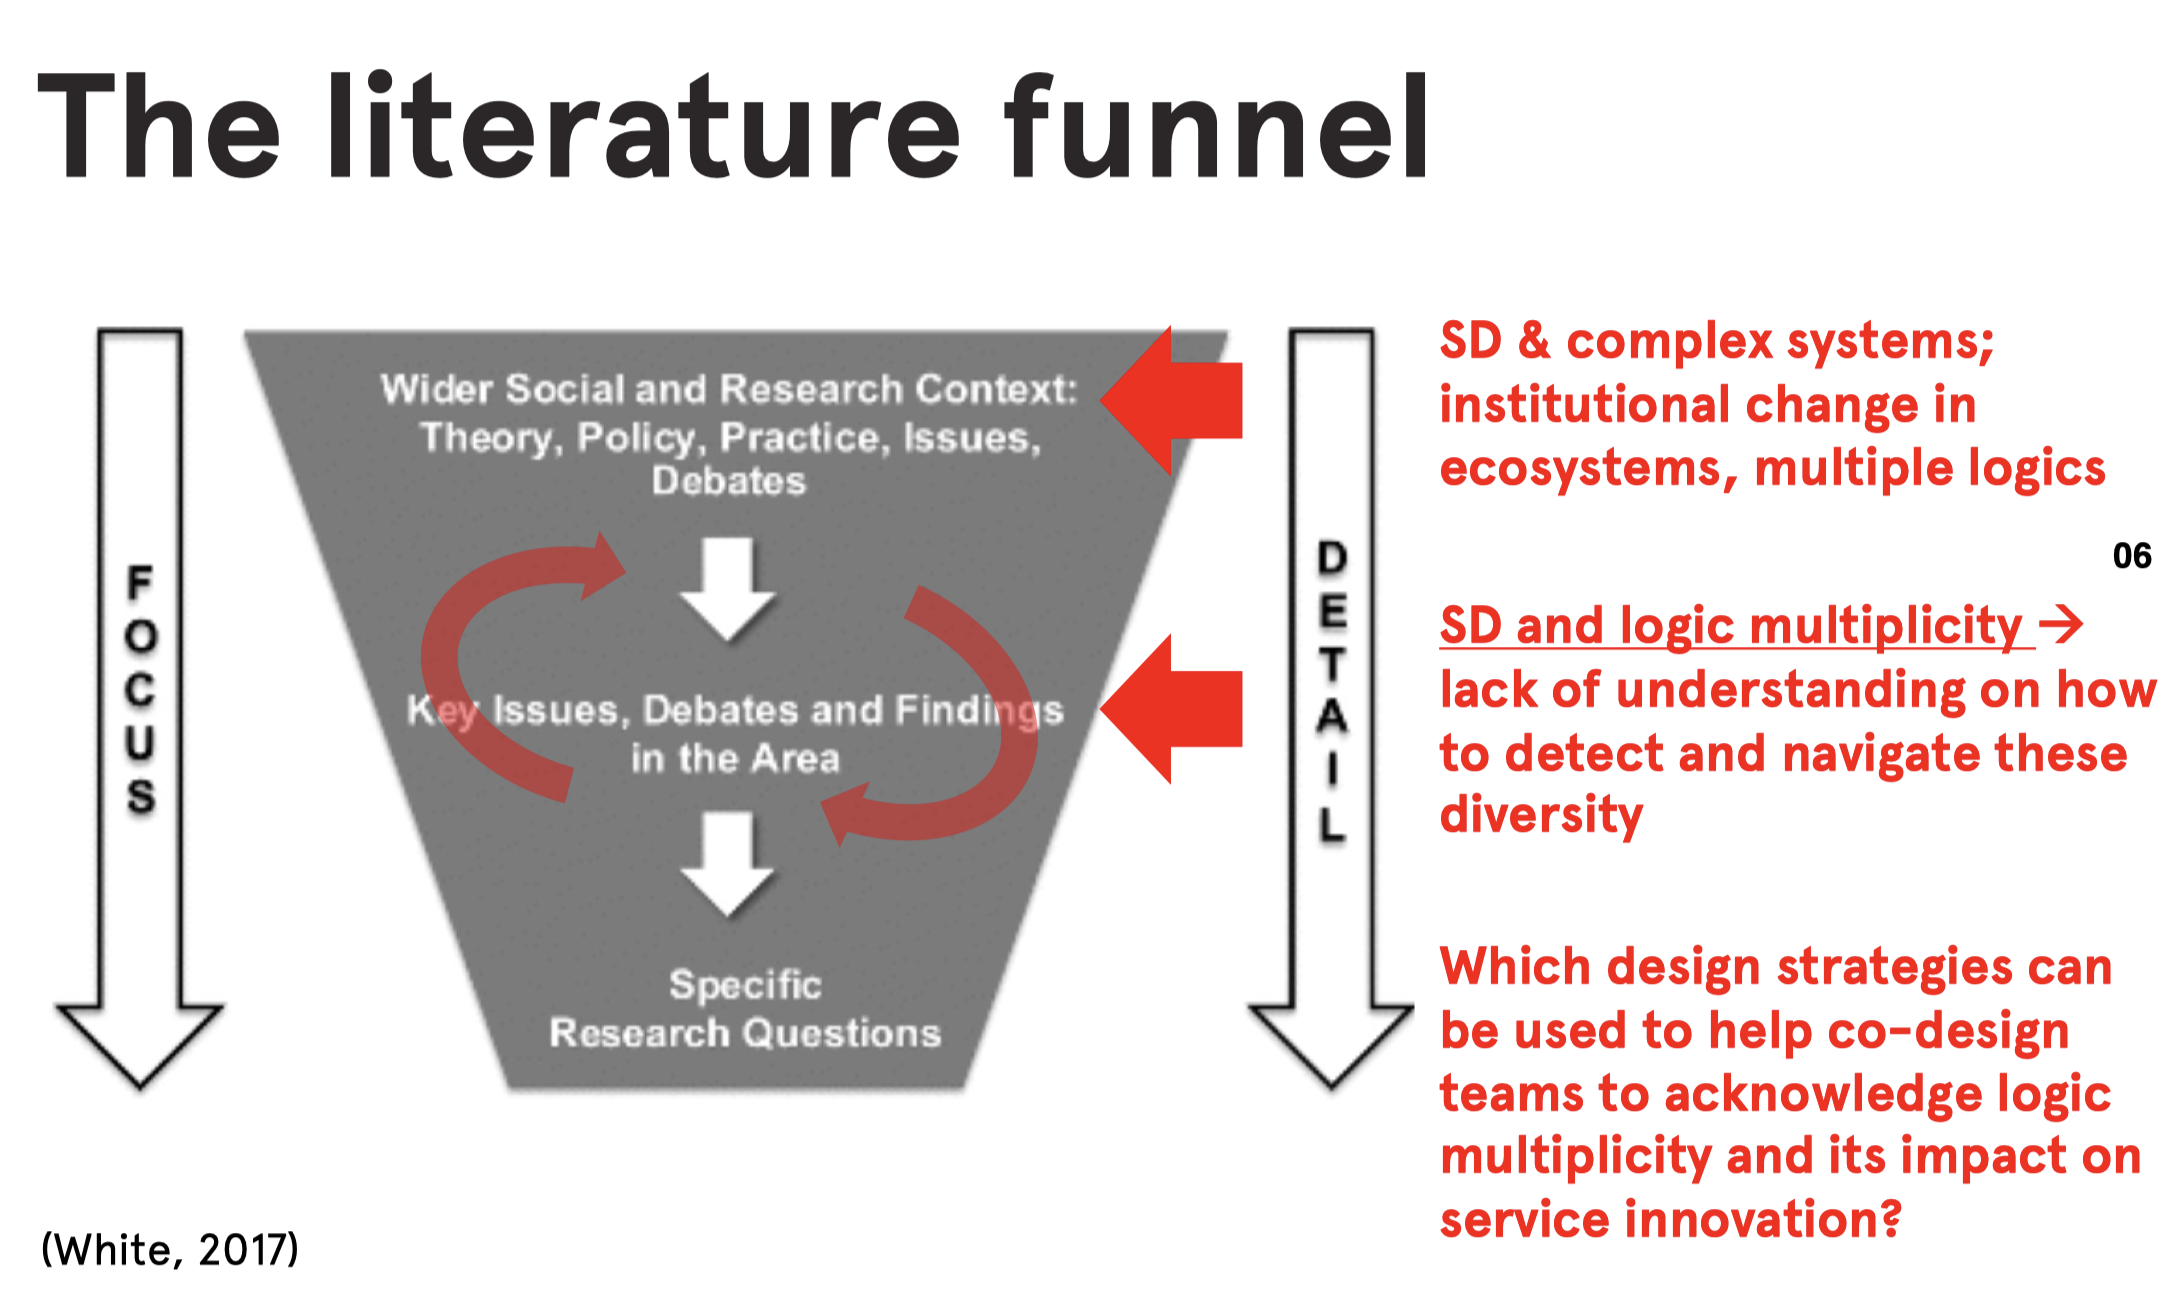 The literature funnel
FOCUS
Wider Social and Research Context:
Theory, Policy, Practice, Issues,
Debates
Key Issues, Debates and Findings
in the Area
Specific
Research Questions
DETAIL
SD & complex systems;
institutional change in
ecosystems, multiple logics
06
SD and logic multiplicity →
lack of understanding on how
to detect and navigate these
diversity
Which design strategies can
be used to help co-design
teams to acknowledge logic
multiplicity and its impact on
service innovation?
(White, 2017)